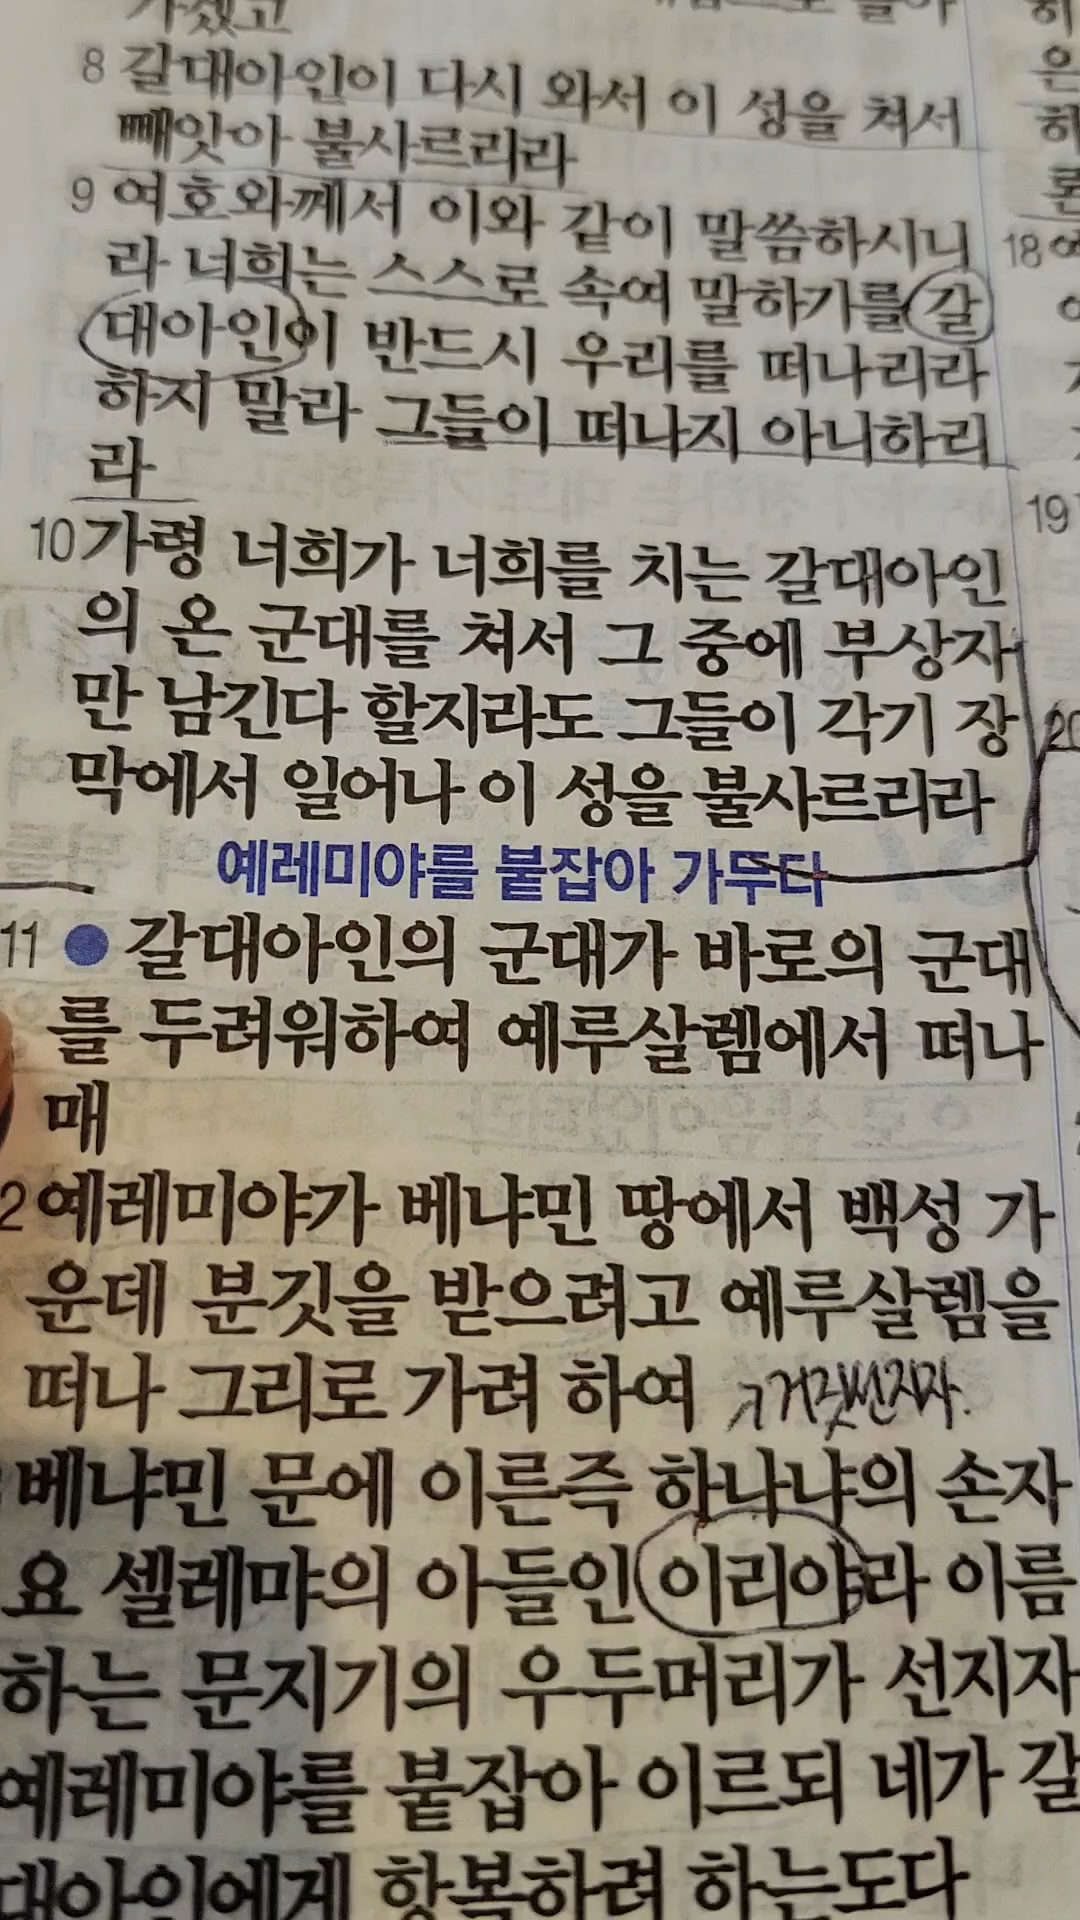 가겠고
8 갈대아인이 다시 와서 이 성을 쳐서
빼앗아 불사르리라
9 여호와께서 이와 같이 말씀하시니
라 너희는 스스로 속여 말하기를 갈
대아인이 반드시 우리를 떠나리라
하지 말라 그들이 떠나지 아니하리
라
10 가령 너희가 너희를 치는 갈대아인
의 온 군대를 쳐서 그 중에 부상자
만 남긴다 할지라도 그들이 각기 장
막에서 일어나 이 성을 불사르리라
예레미야를 붙잡아 가두다
11 ● 갈대아인의 군대가 바로의 군대
를 두려워하여 예루살렘에서 떠나
매
2 예레미야가 베냐민 땅에서 백성 가
운데 분깃을 받으려고 예루살렘을
떠나 그리로 가려 하여
베냐민 문에 이른즉 하나냐의 손자
요 셀레먀의 아들인 이리야라 이름
하는 문지기의 우두머리가 선지자
예레미야를 붙잡아 이르되 네가 갈
대아인에게 항복하려 하는도다
18
19
20